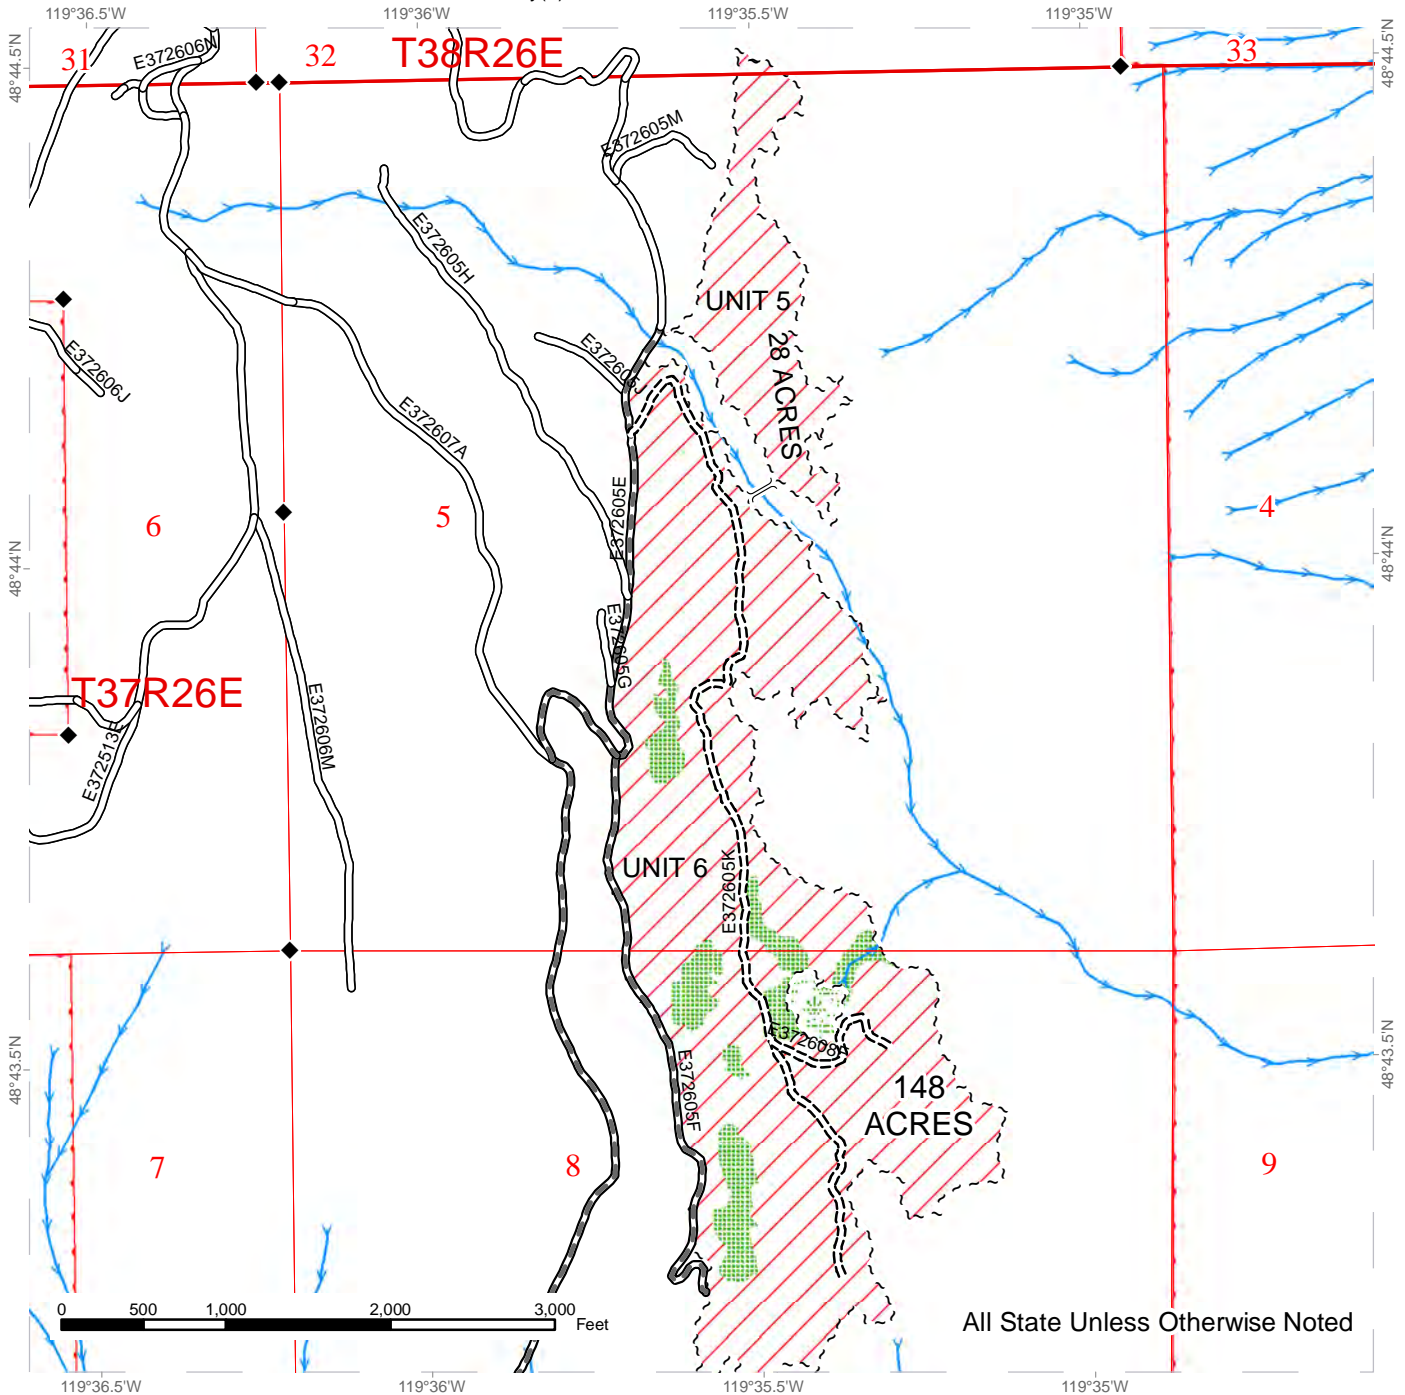 119°36.5'W
119°36'W
119°35.5'W
119°35'W
48°44.5'N
48°44.5'N
31
E372606N
32
T38R26E
33
E372605M
E372605H
UNIT 5
28 ACRES
E372606J
E372605J
E372607A
E372605E
6
5
4
48°44'N
48°44'N
E372605G
T37R26E
E372606M
E372513E
UNIT 6
E372605K
E372608A
E372605F
148
ACRES
48°43.5'N
48°43.5'N
7
8
9
0
500
1,000
2,000
3,000
Feet
All State Unless Otherwise Noted
119°36.5'W
119°36'W
119°35.5'W
119°35'W